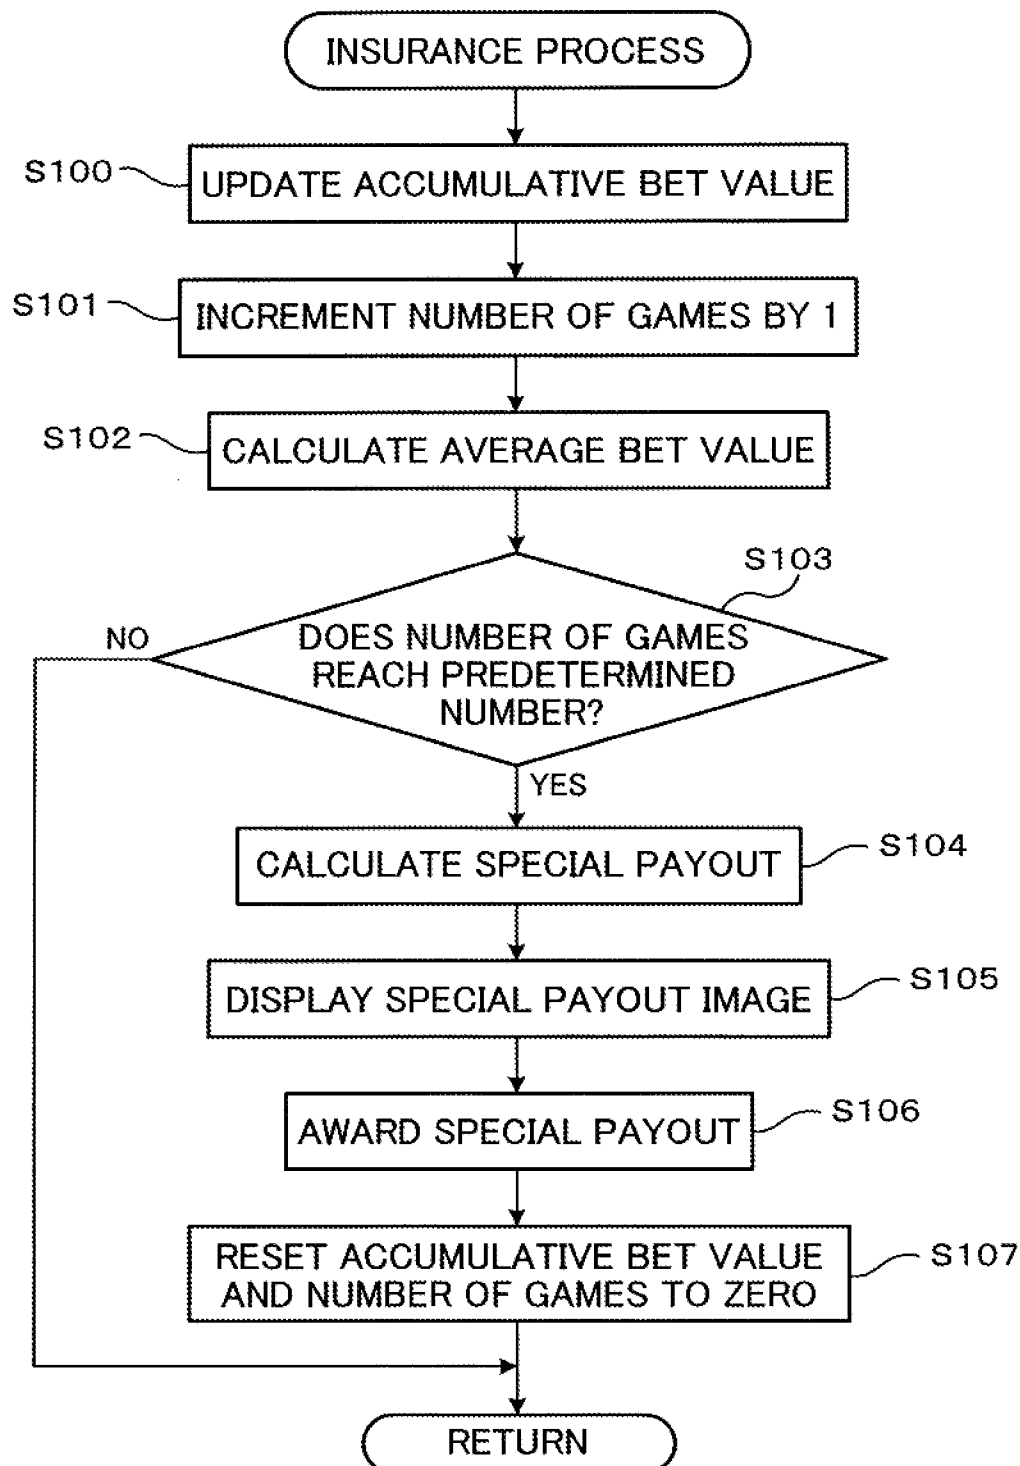 INSURANCE PROCESS
S100
UPDATE ACCUMULATIVE BET VALUE
S101
INCREMENT NUMBER OF GAMES BY 1
S102
CALCULATE AVERAGE BET VALUE
S103
NO
DOES NUMBER OF GAMES
REACH PREDETERMINED
NUMBER?
YES
CALCULATE SPECIAL PAYOUT
S104
DISPLAY SPECIAL PAYOUT IMAGE
S105
AWARD SPECIAL PAYOUT
S106
RESET ACCUMULATIVE BET VALUE
AND NUMBER OF GAMES TO ZERO
S107
RETURN